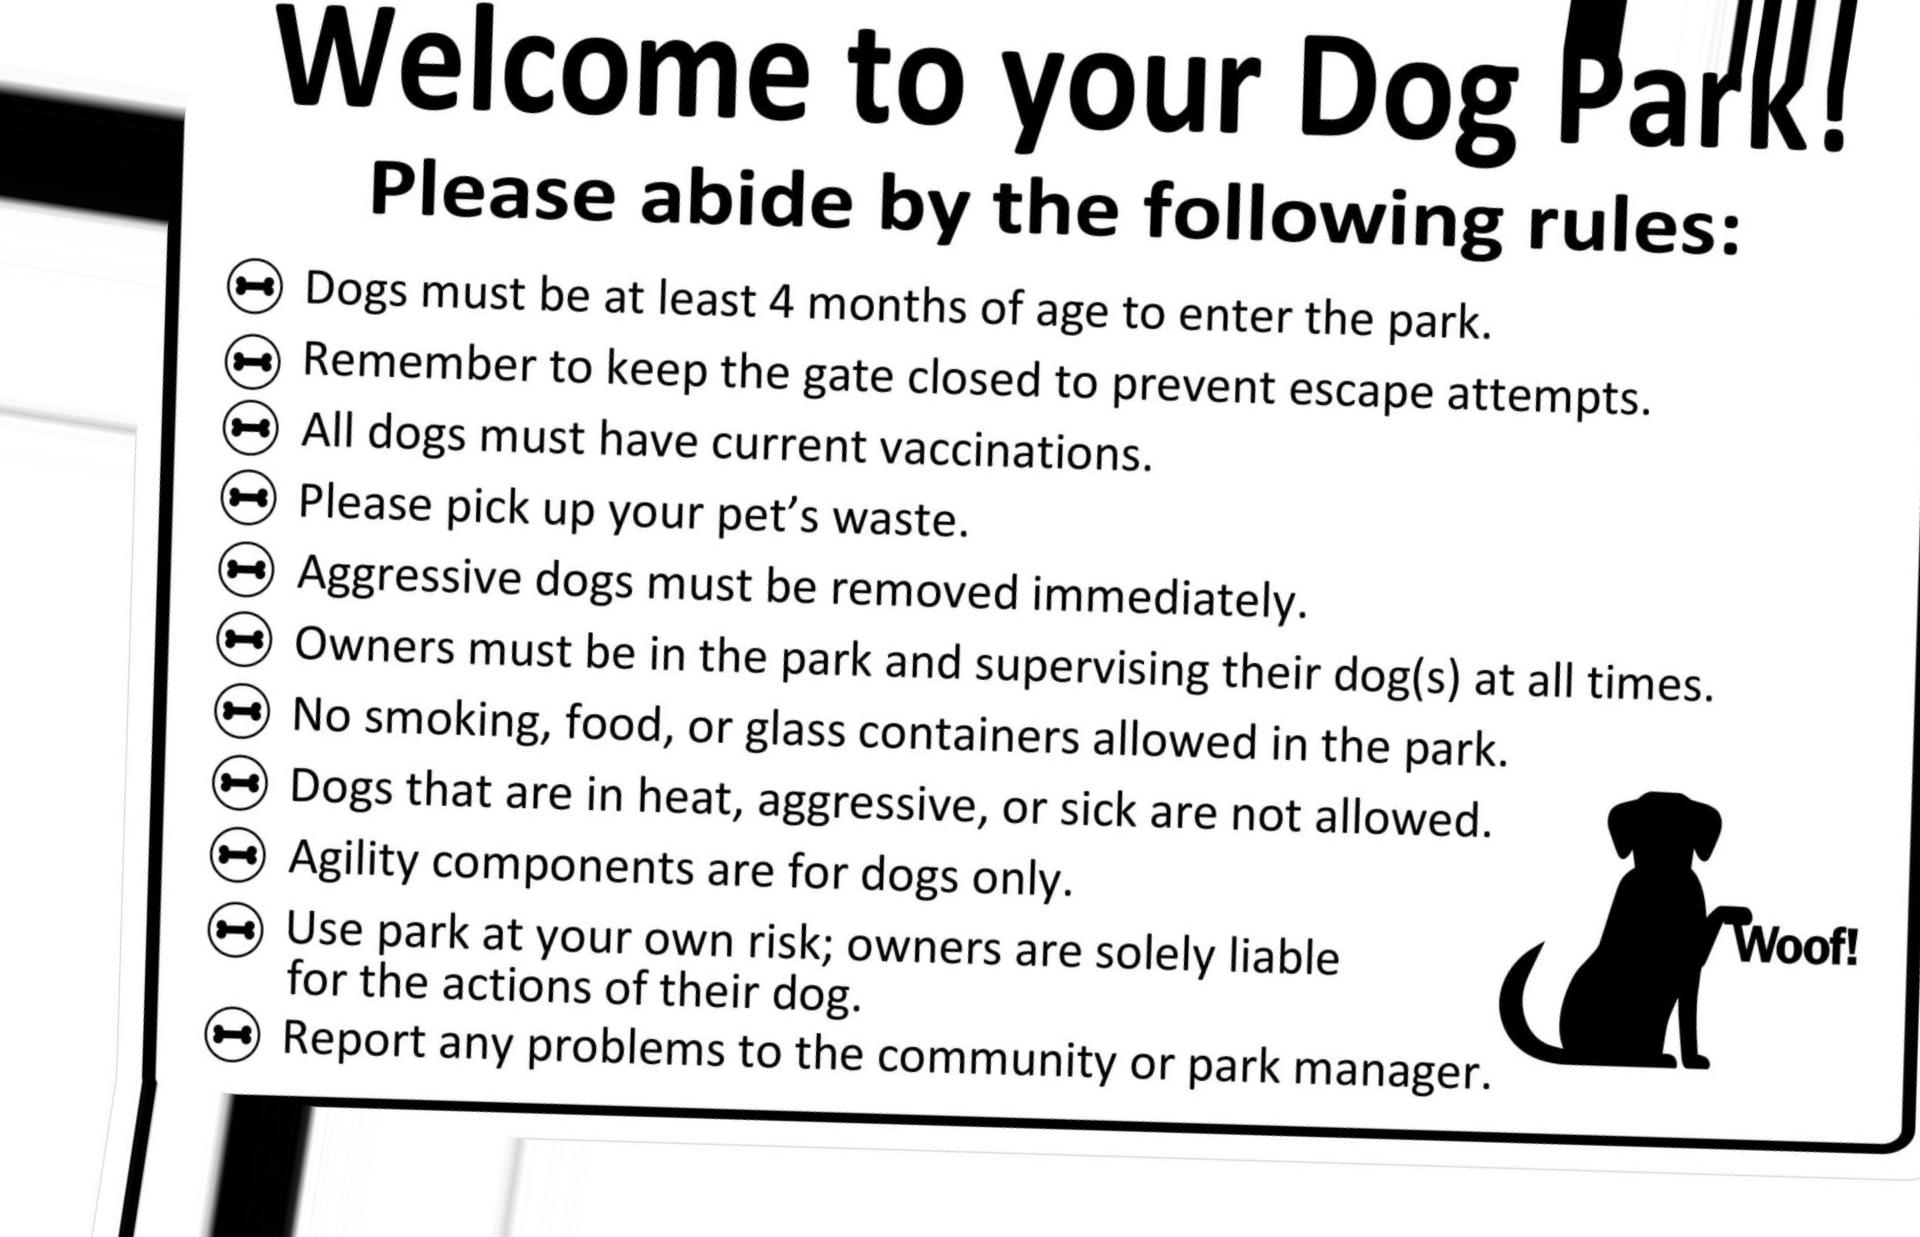 Welcome to your Dog Park!
Please abide by the following rules:
Dogs must be at least 4 months of age to enter the park.
Remember to keep the gate closed to prevent escape attempts.
All dogs must have current vaccinations.
Please pick up your pet’s waste.
Aggressive dogs must be removed immediately.
Owners must be in the park and supervising their dog(s) at all times.
No smoking, food, or glass containers allowed in the park.
Dogs that are in heat, aggressive, or sick are not allowed.
Agility components are for dogs only.
Use park at your own risk; owners are solely liable
for the actions of their dog.
Report any problems to the community or park manager.
Woof!